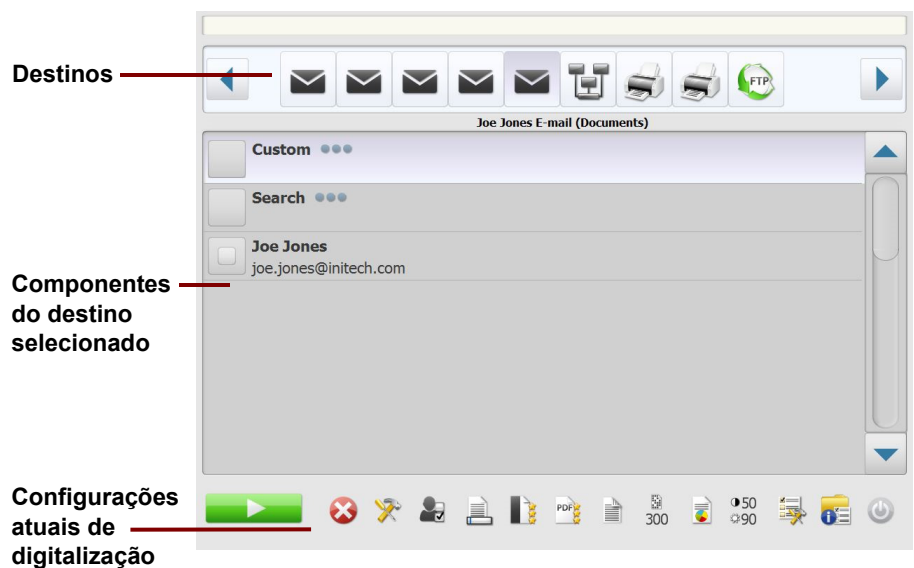 Destinos
FTP
Joe Jones E-mail (Documents)
Custom
Search
Joe Jones
joe.jones@initech.com
Componentes
do destino
selecionado
Configurações
atuais de
digitalização
PDF
300
50
90